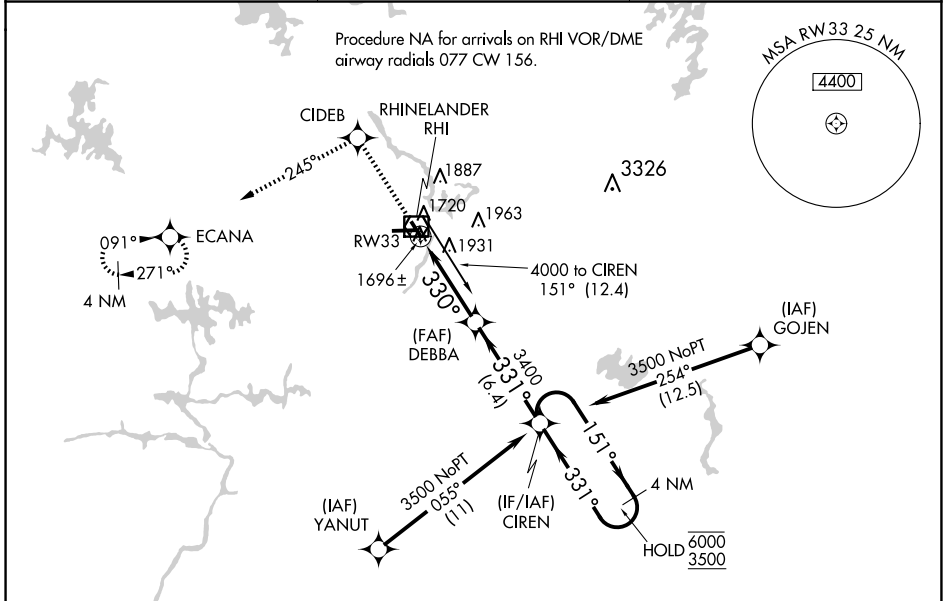 Procedure NA for arrivals on RHI VOR/DME
airway radials 077 CW 156.
MSA RW33 25 NM
4400
CIDEB
RHINELANDER
RHI
245°
1887
3326
1720
1963
RW33
1931
091°
ECANA
271°
4 NM
1696±
4000 to CIREN
151° (12.4)
330°
(FAF)
DEBBA
(IAF)
GOJEN
3400
331°
(6.4)
3500 NoPT
254°
(12.5)
151°
331°
4 NM
3500 NoPT
055°
(11)
(IF/IAF)
CIREN
(IAF)
YANUT
HOLD 6000
3500